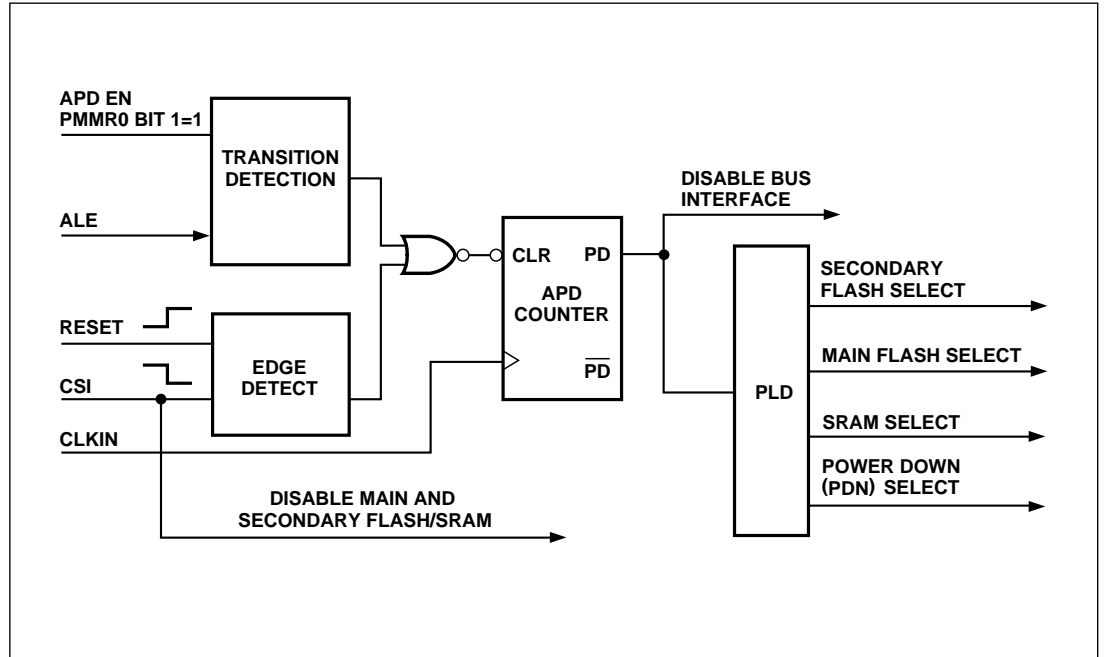 APD EN
PMMR0 BIT 1=1
TRANSITION
DETECTION
ALE
RESET
CSI
CLKIN
EDGE
DETECT
DISABLE MAIN AND
SECONDARY FLASH/SRAM
CLR PD
APD
COUNTER
PD
DISABLE BUS
INTERFACE
PLD
SECONDARY
FLASH SELECT
MAIN FLASH SELECT
SRAM SELECT
POWER DOWN
(PDN) SELECT